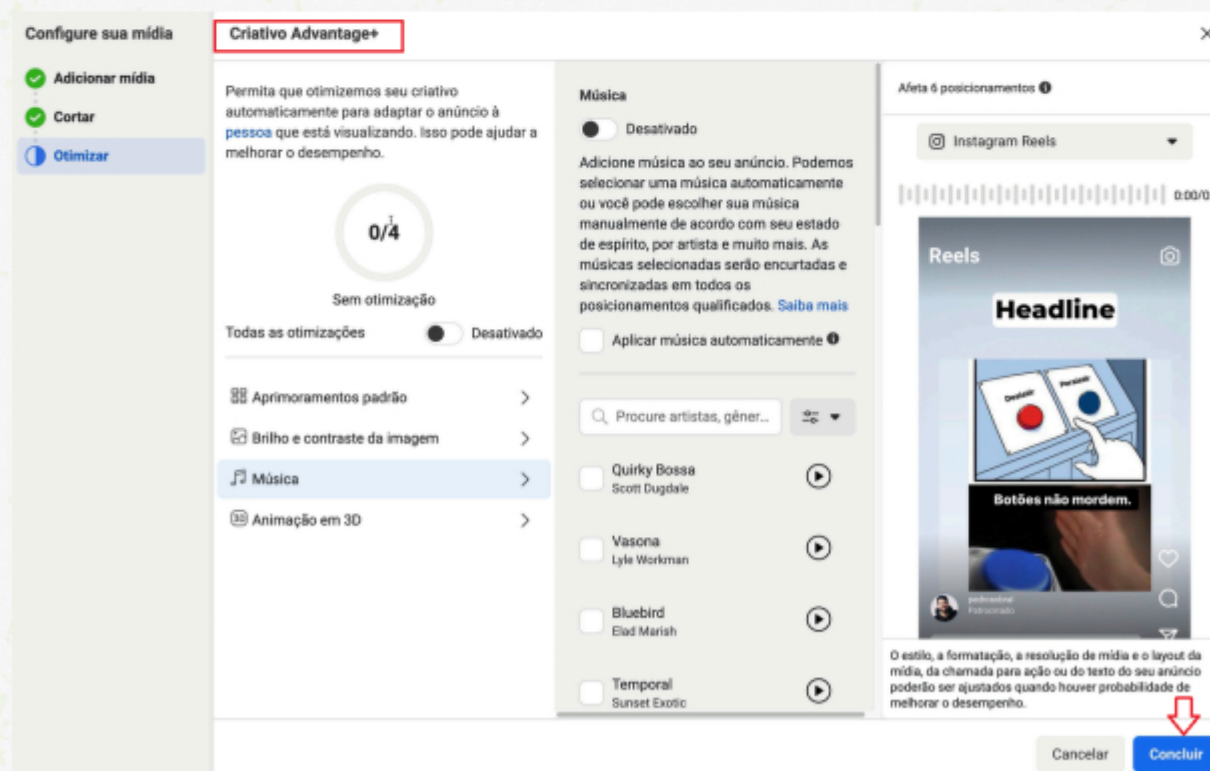 Configure sua mídia
Adicionar mídia
Cortar
Otimizar
Criativo Advantage+
Permita que otimizemos seu criativo
automaticamente para adaptar o anúncio à
pessoa que está visualizando. Isso pode ajudar a
melhorar o desempenho.
0/4
Sem otimização
Todas as otimizações
Desativado
Aprimoramentos padrão
Brilho e contraste da imagem
Música
3D Animação em 3D
Música
Desativado
Adicione música ao seu anúncio. Podemos
selecionar uma música automaticamente
ou você pode escolher sua música
manualmente de acordo com seu estado
de espírito, por artista e muito mais. As
músicas selecionadas serão encurtadas e
sincronizadas em todos os
posicionamentos qualificados. Saiba mais
Aplicar música automaticamente
Procure artistas, gêner...
Quirky Bossa
Scott Dugdale
Vasona
Lyle Workman
Bluebird
Elad Marish
Temporal
Sunset Exotic
Afeta 6 posicionamentos
Instagram Reels
0:00/0
Reels
Headline
Botões não mordem.
Patrocinado
O estilo, a formatação, a resolução de mídia e o layout da
mídia, da chamada para ação ou do texto do seu anúncio
poderão ser ajustados quando houver probabilidade de
melhorar o desempenho.
Cancelar
Concluir